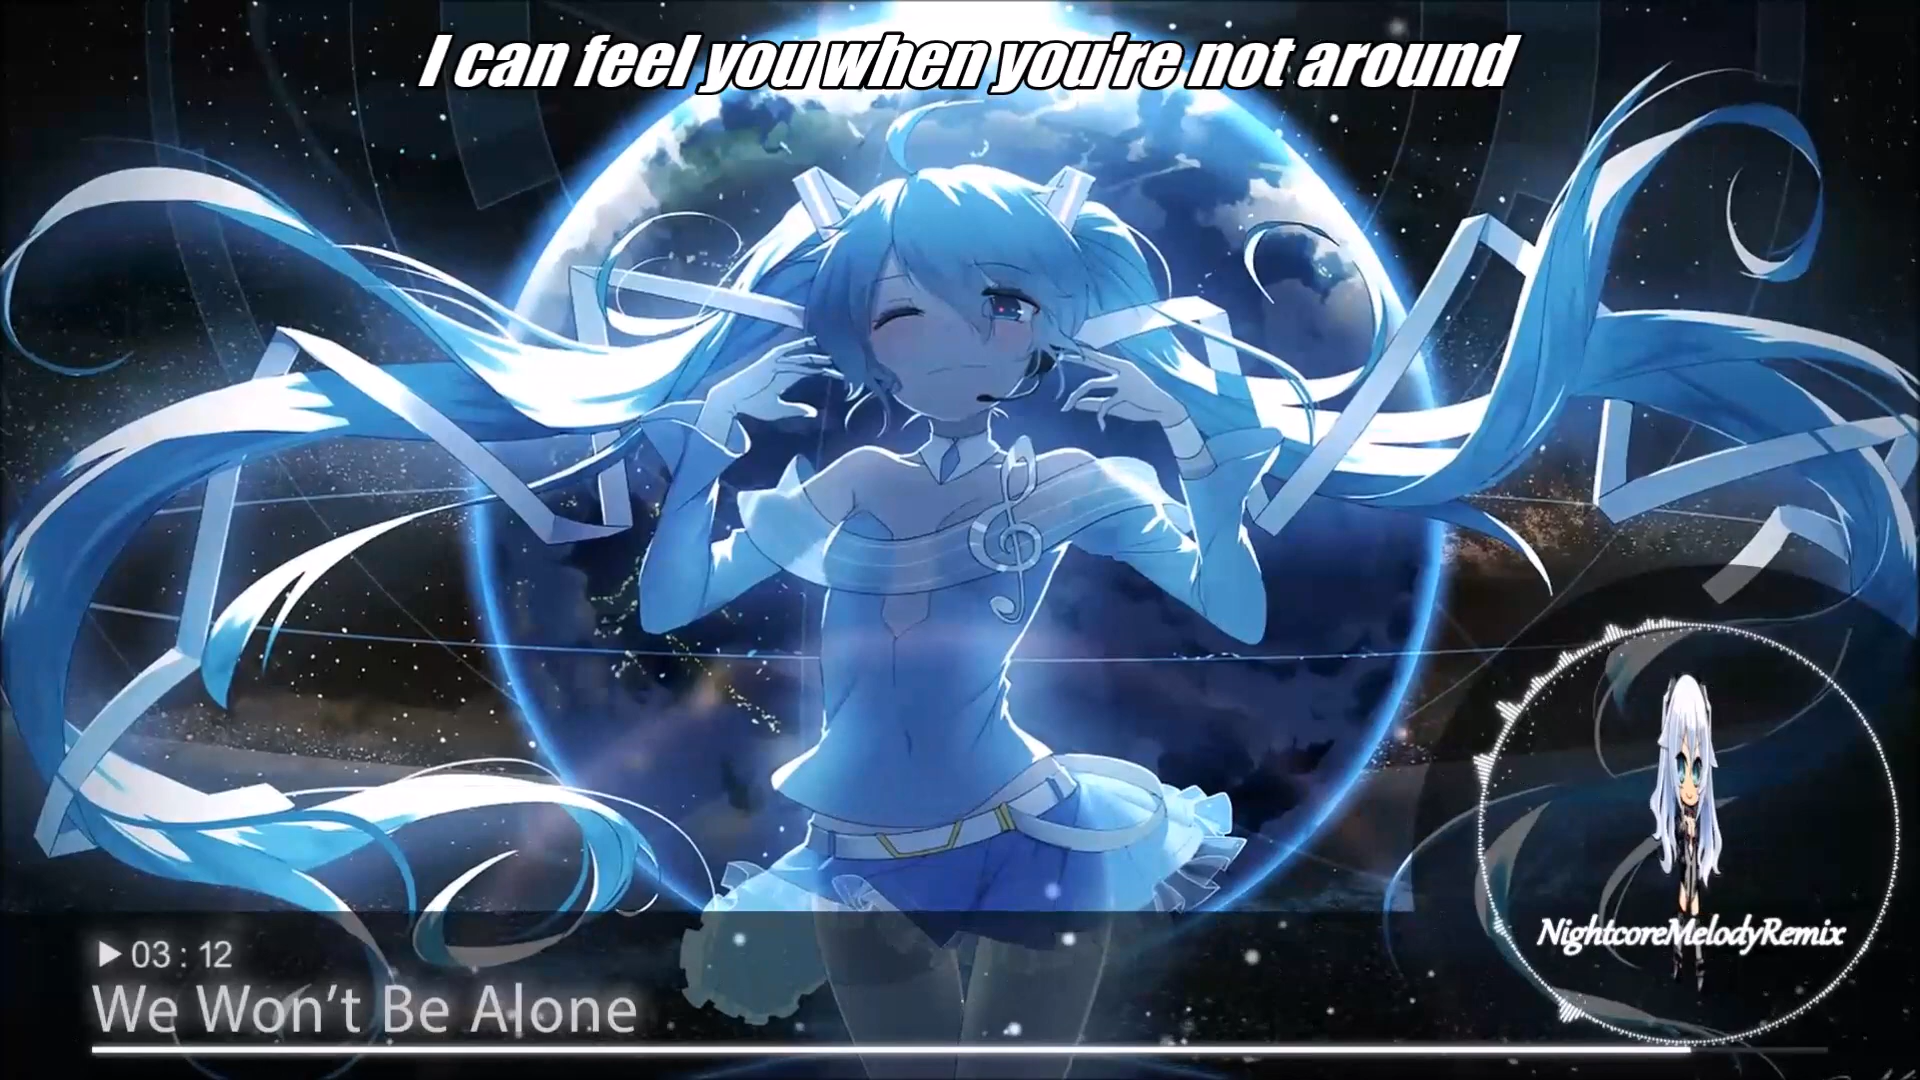 I can feel you when you're not around
NightcoreMelodyRemix
03 : 12
We Won't Be Alone